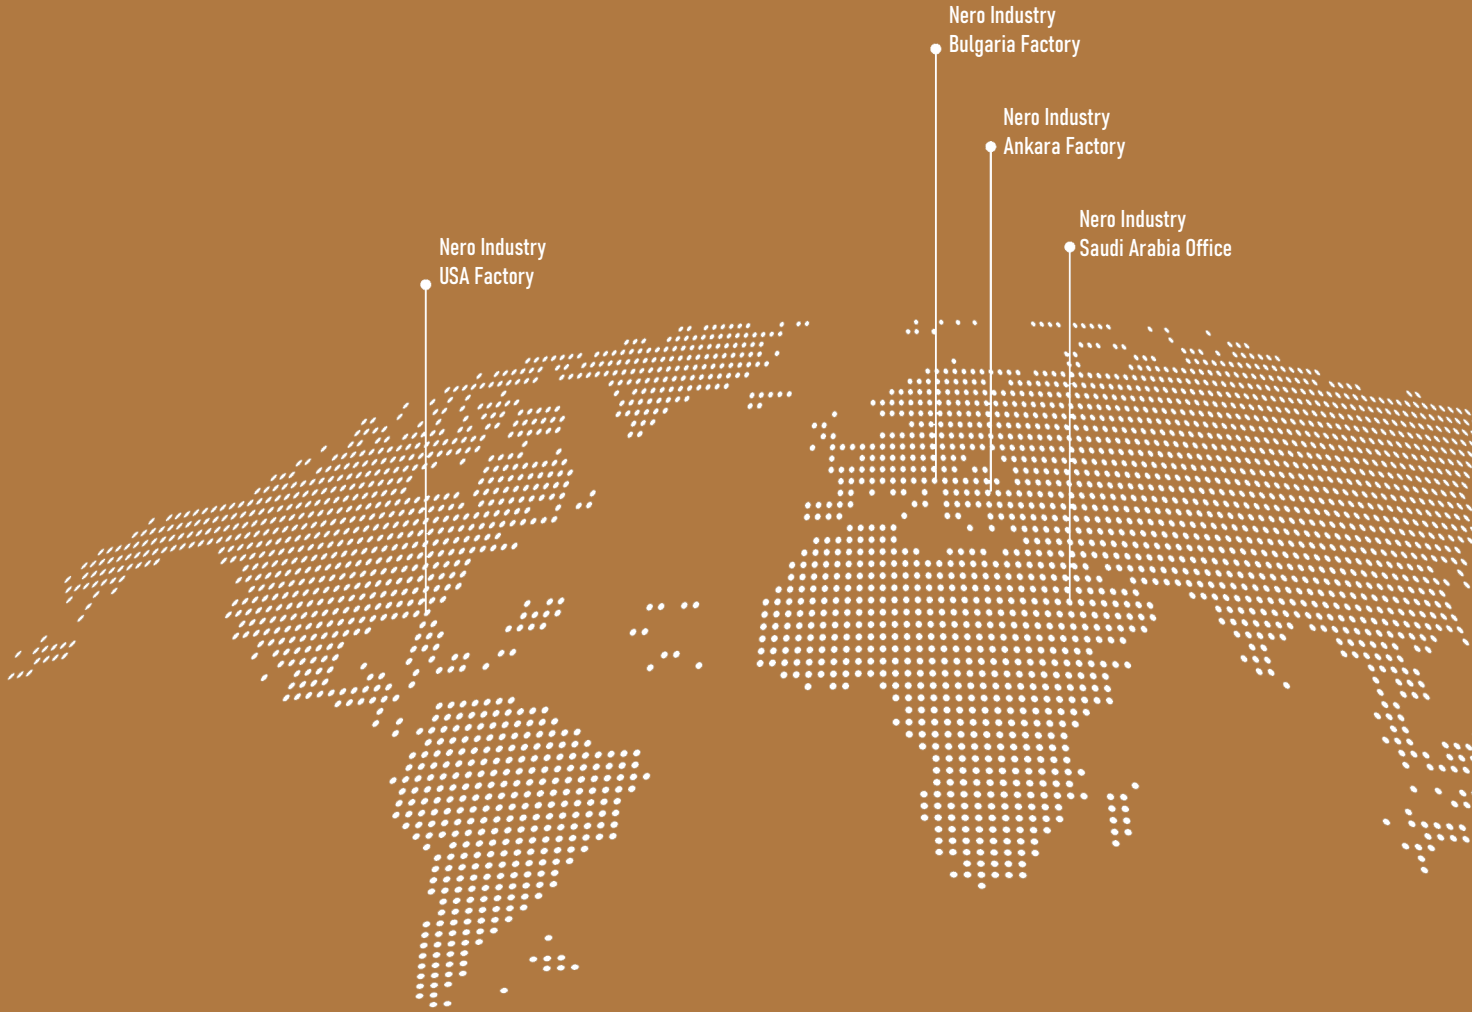 Nero Industry
Bulgaria Factory
Nero Industry
Ankara Factory
Nero Industry
Saudi Arabia Office
Nero Industry
USA Factory